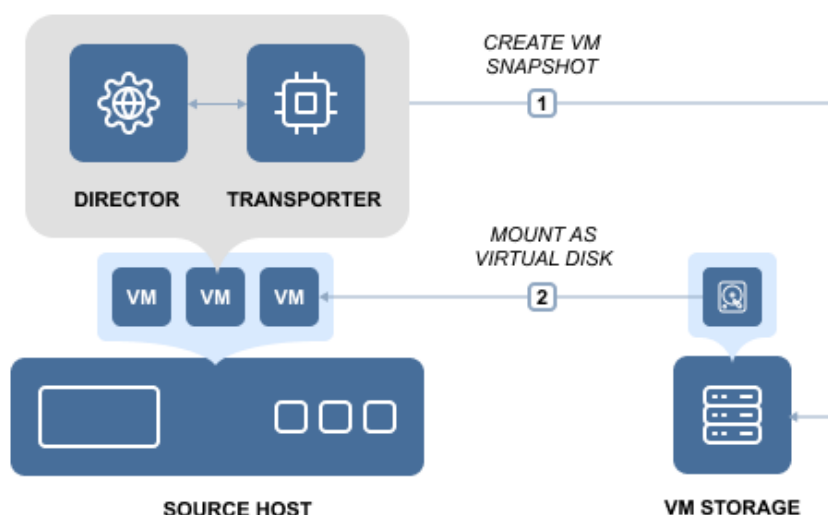 CREATE VM
SNAPSHOT
1
DIRECTOR
TRANSPORTER
MOUNT AS
VIRTUAL DISK
VM
VM
VM
2
SOURCE HOST
VM STORAGE